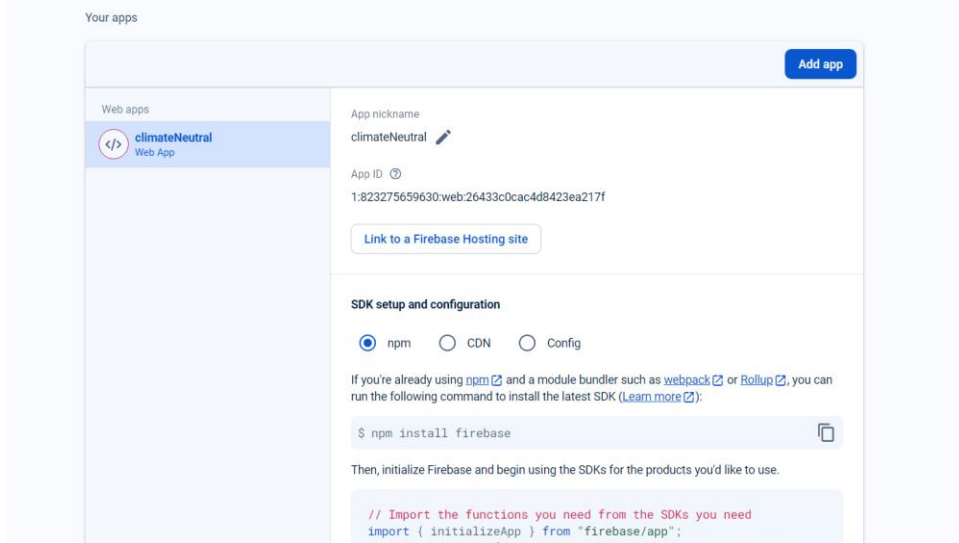 Your apps
Add app
Web apps
climateNeutral
Web App
App nickname
climateNeutral
App ID
1:823275659630:web:26433c0cac4d8423ea217f
Link to a Firebase Hosting site
SDK setup and configuration
npm CDN Config
If you're already using npm and a module bundler such as webpack or Rollup, you can
run the following command to install the latest SDK (Learn more):
$ npm install firebase
Then, initialize Firebase and begin using the SDKs for the products you'd like to use.
// Import the functions you need from the SDKs you need
import { initializeApp } from "firebase/app";